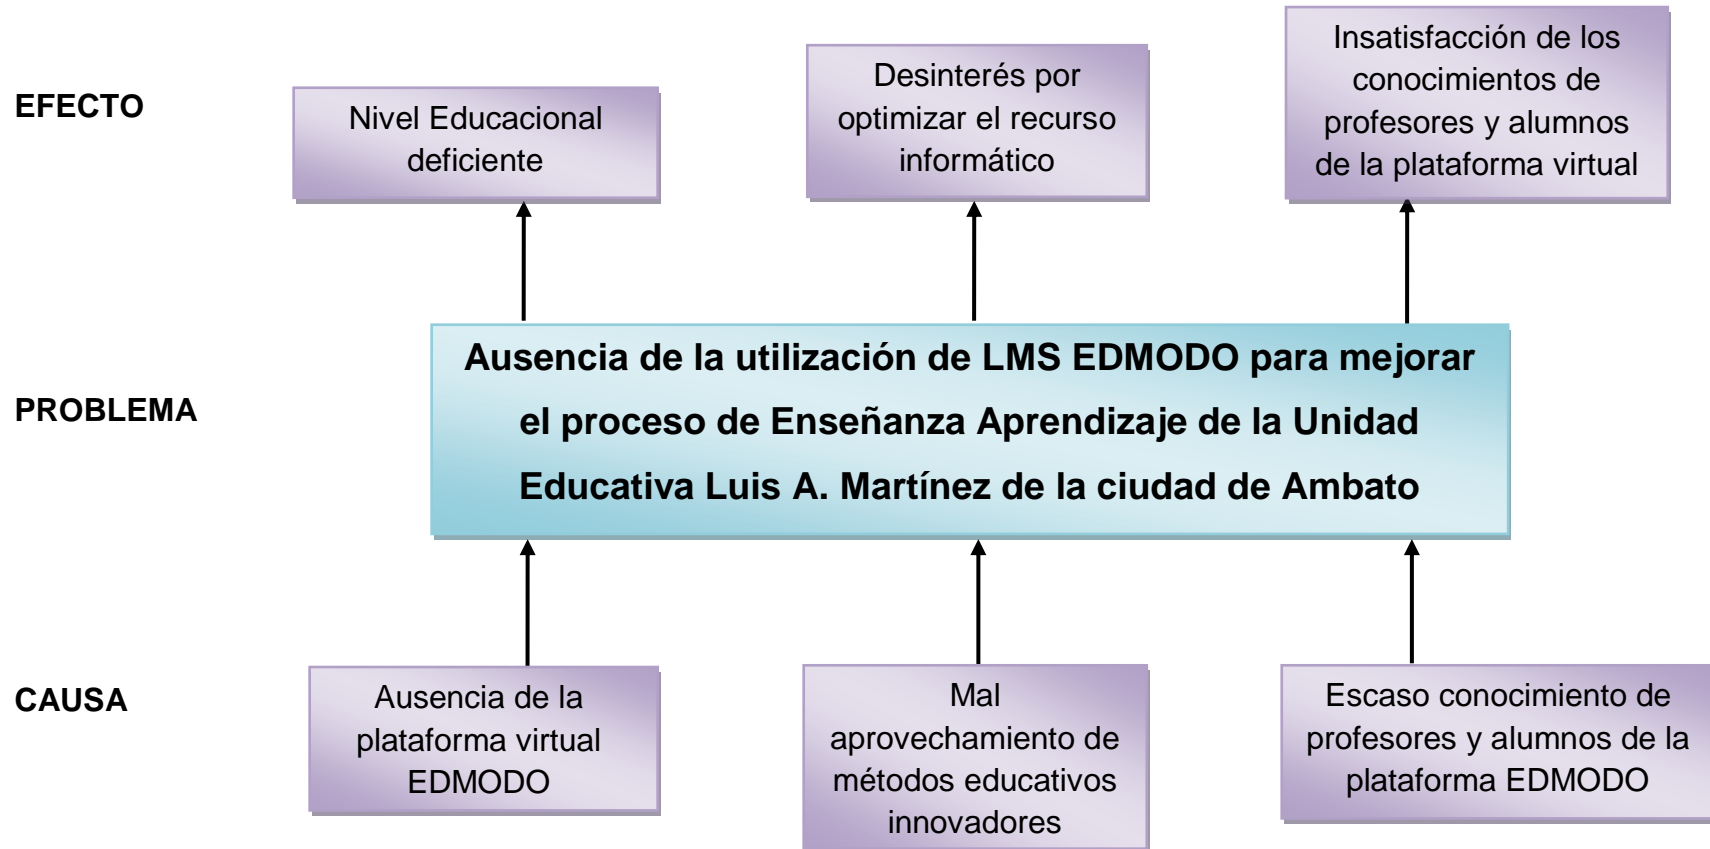 EFECTO
Nivel Educacional
deficiente
Desinterés por
optimizar el recurso
informático
Insatisfacción de los
conocimientos de
profesores y alumnos
de la plataforma virtual
PROBLEMA
Ausencia de la utilización de LMS EDMODO para mejorar
el proceso de Enseñanza Aprendizaje de la Unidad
Educativa Luis A. Martínez de la ciudad de Ambato
CAUSA
Ausencia de la
plataforma virtual
EDMODO
Mal
aprovechamiento de
métodos educativos
innovadores
Escaso conocimiento de
profesores y alumnos de la
plataforma EDMODO